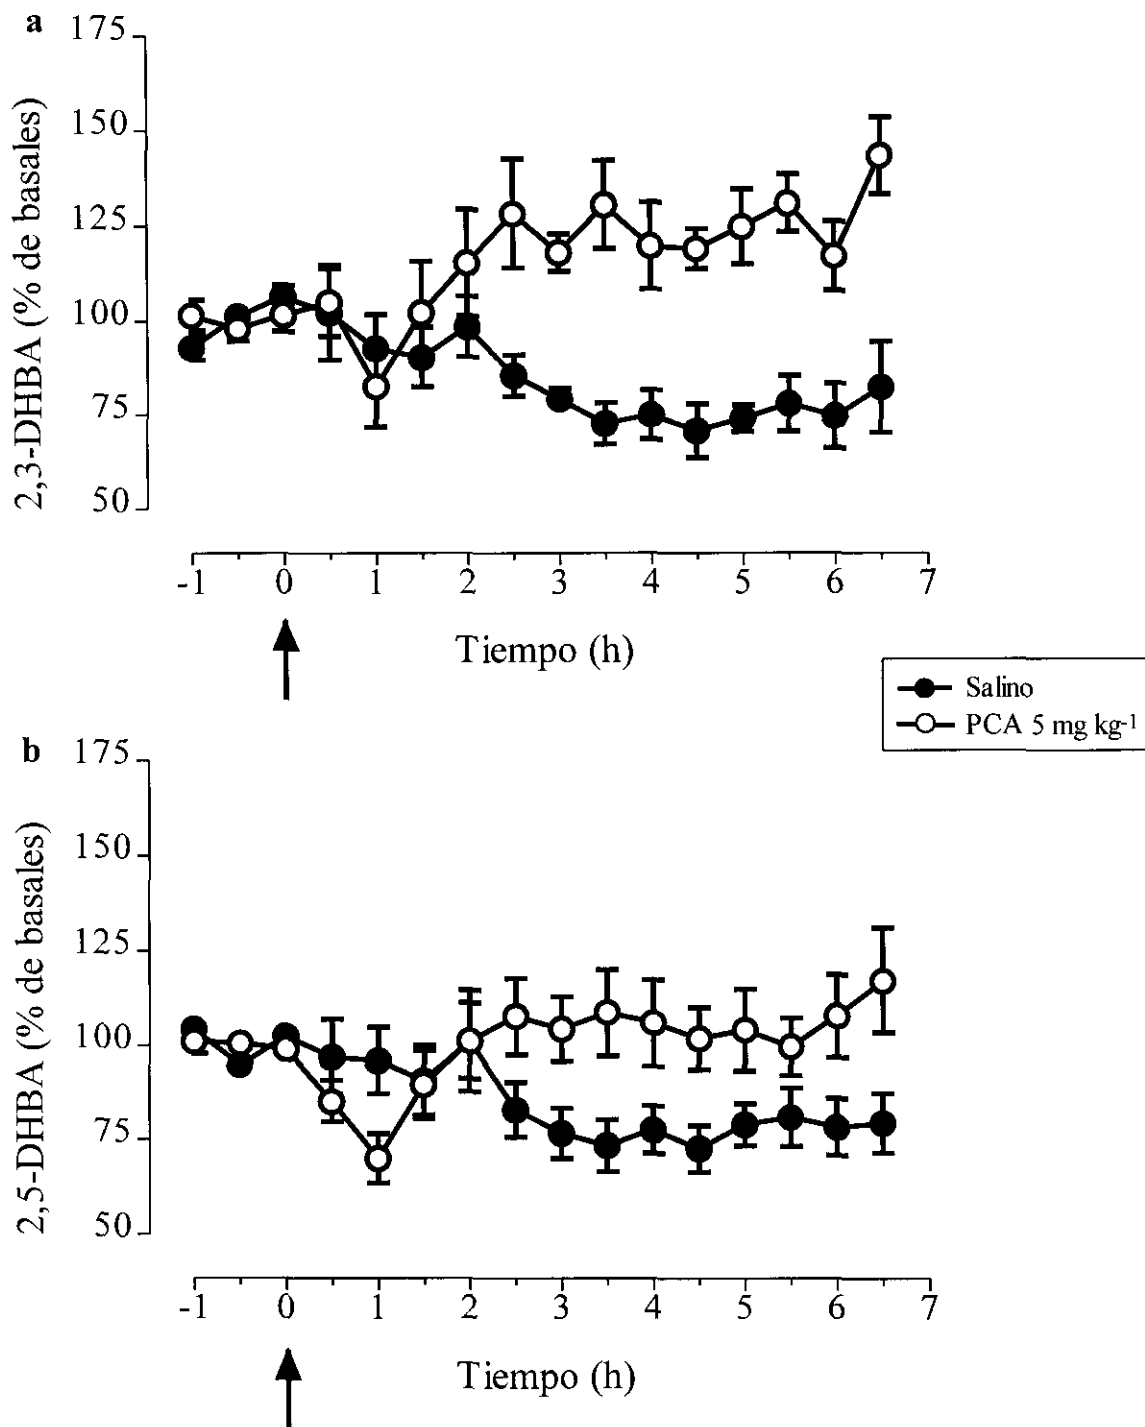 a
2,3-DHBA (% de basales)
175
150
125
100
75
50
-1 0 1 2 3 4 5 6 7
Tiempo (h)
Salino
PCA 5 mg kg-1
b
2,5-DHBA (% de basales)
175
150
125
100
75
50
-1 0 1 2 3 4 5 6 7
Tiempo (h)